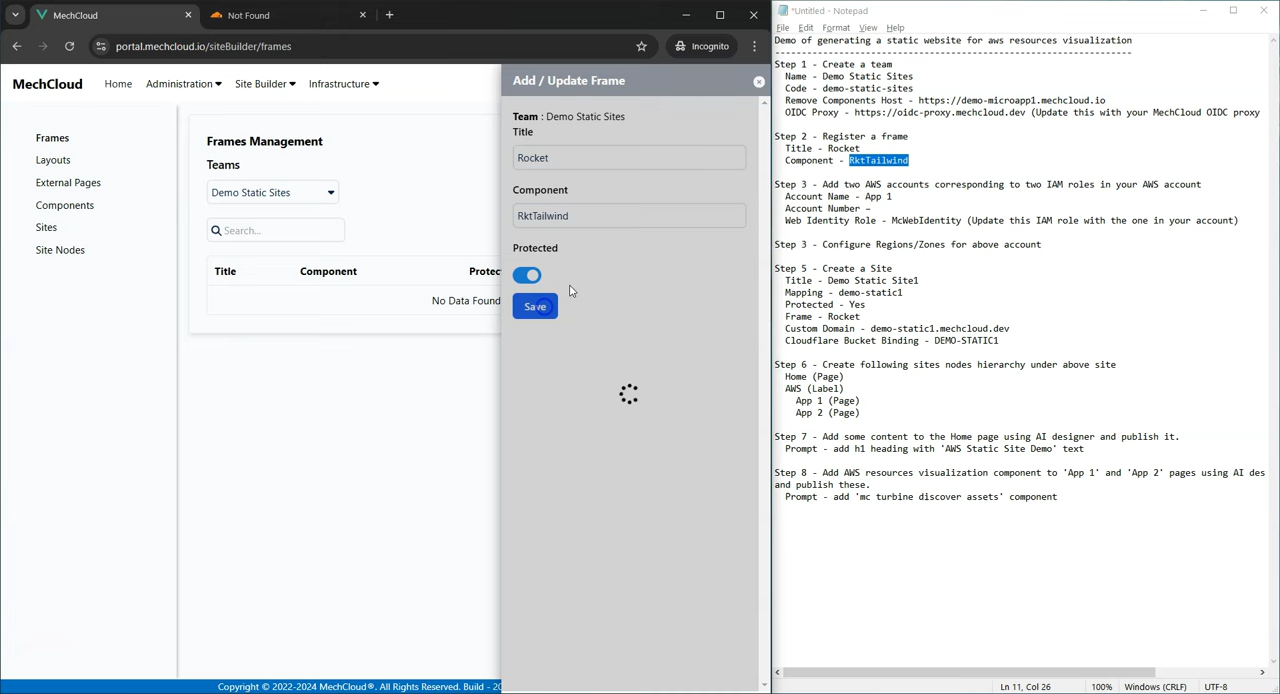 MechCloud
Not Found
portal.mechcloud.io/siteBuilder/frames
Incognito
MechCloud
Home
Administration
Site Builder
Infrastructure
Frames
Layouts
External Pages
Components
Sites
Site Nodes
Frames Management
Teams
Demo Static Sites
Search...
Title
Component
No Data Found
Add / Update Frame
Team : Demo Static Sites
Title
Rocket
Component
RktTailwind
Protected
Save
Copyright © 2022-2024 MechCloud®. All Rights Reserved. Build - 20
*Untitled - Notepad
File Edit Format View Help
Demo of generating a static website for aws resources visualization
-------------------------------------------------------------------
Step 1 - Create a team
Name - Demo Static Sites
Code - demo-static-sites
Remove Components Host - https://demo-microapp1.mechcloud.io
OIDC Proxy - https://oidc-proxy.mechcloud.dev (Update this with your MechCloud OIDC proxy
Step 2 - Register a frame
Title - Rocket
Component - RktTailwind
Step 3 - Add two AWS accounts corresponding to two IAM roles in your AWS account
Account Name - App 1
Account Number –
Web Identity Role - McWebIdentity (Update this IAM role with the one in your account)
Step 3 - Configure Regions/Zones for above account
Step 5 - Create a Site
Title - Demo Static Site1
Mapping - demo-static1
Protected - Yes
Frame - Rocket
Custom Domain - demo-static1.mechcloud.dev
Cloudflare Bucket Binding - DEMO-STATIC1
Step 6 - Create following sites nodes hierarchy under above site
Home (Page)
AWS (Label)
App 1 (Page)
App 2 (Page)
Step 7 - Add some content to the Home page using AI designer and publish it.
Prompt - add h1 heading with 'AWS Static Site Demo' text
Step 8 - Add AWS resources visualization component to 'App 1' and 'App 2' pages using AI des
and publish these.
Prompt - add 'mc turbine discover assets' component
Ln 11, Col 26
100%
Windows (CRLF)
UTF-8